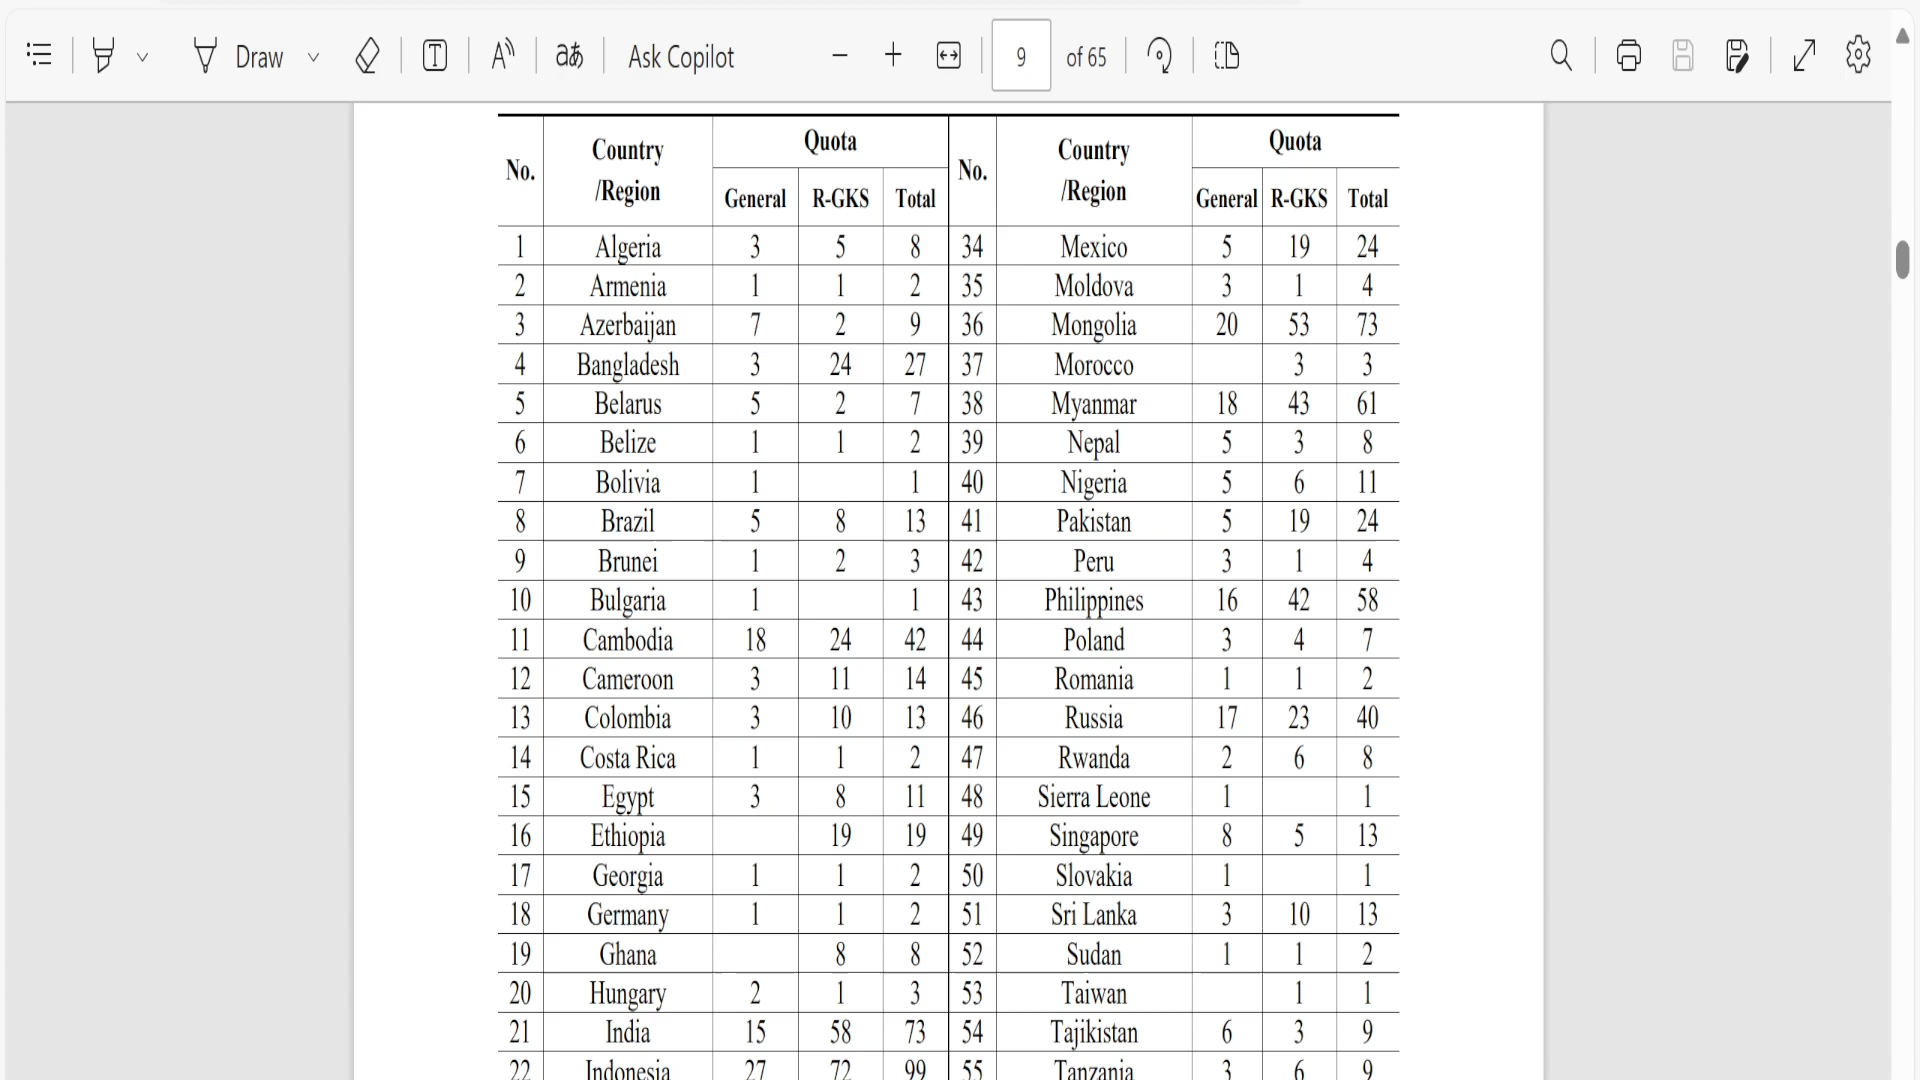 Draw
Ask Copilot
9 of 65
No. Country /Region Quota No. Country /Region Quota
General R-GKS Total General R-GKS Total
1 Algeria 3 5 8 34 Mexico 5 19 24
2 Armenia 1 1 2 35 Moldova 3 1 4
3 Azerbaijan 7 2 9 36 Mongolia 20 53 73
4 Bangladesh 3 24 27 37 Morocco 3 3
5 Belarus 5 2 7 38 Myanmar 18 43 61
6 Belize 1 1 2 39 Nepal 5 3 8
7 Bolivia 1 1 40 Nigeria 5 6 11
8 Brazil 5 8 13 41 Pakistan 5 19 24
9 Brunei 1 2 3 42 Peru 3 1 4
10 Bulgaria 1 1 43 Philippines 16 42 58
11 Cambodia 18 24 42 44 Poland 3 4 7
12 Cameroon 3 11 14 45 Romania 1 1 2
13 Colombia 3 10 13 46 Russia 17 23 40
14 Costa Rica 1 1 2 47 Rwanda 2 6 8
15 Egypt 3 8 11 48 Sierra Leone 1 1
16 Ethiopia 19 19 49 Singapore 8 5 13
17 Georgia 1 1 2 50 Slovakia 1 1
18 Germany 1 1 2 51 Sri Lanka 3 10 13
19 Ghana 8 8 52 Sudan 1 1 2
20 Hungary 2 1 3 53 Taiwan 1 1
21 India 15 58 73 54 Tajikistan 6 3 9
22 Indonesia 27 72 99 55 Tanzania 3 6 9